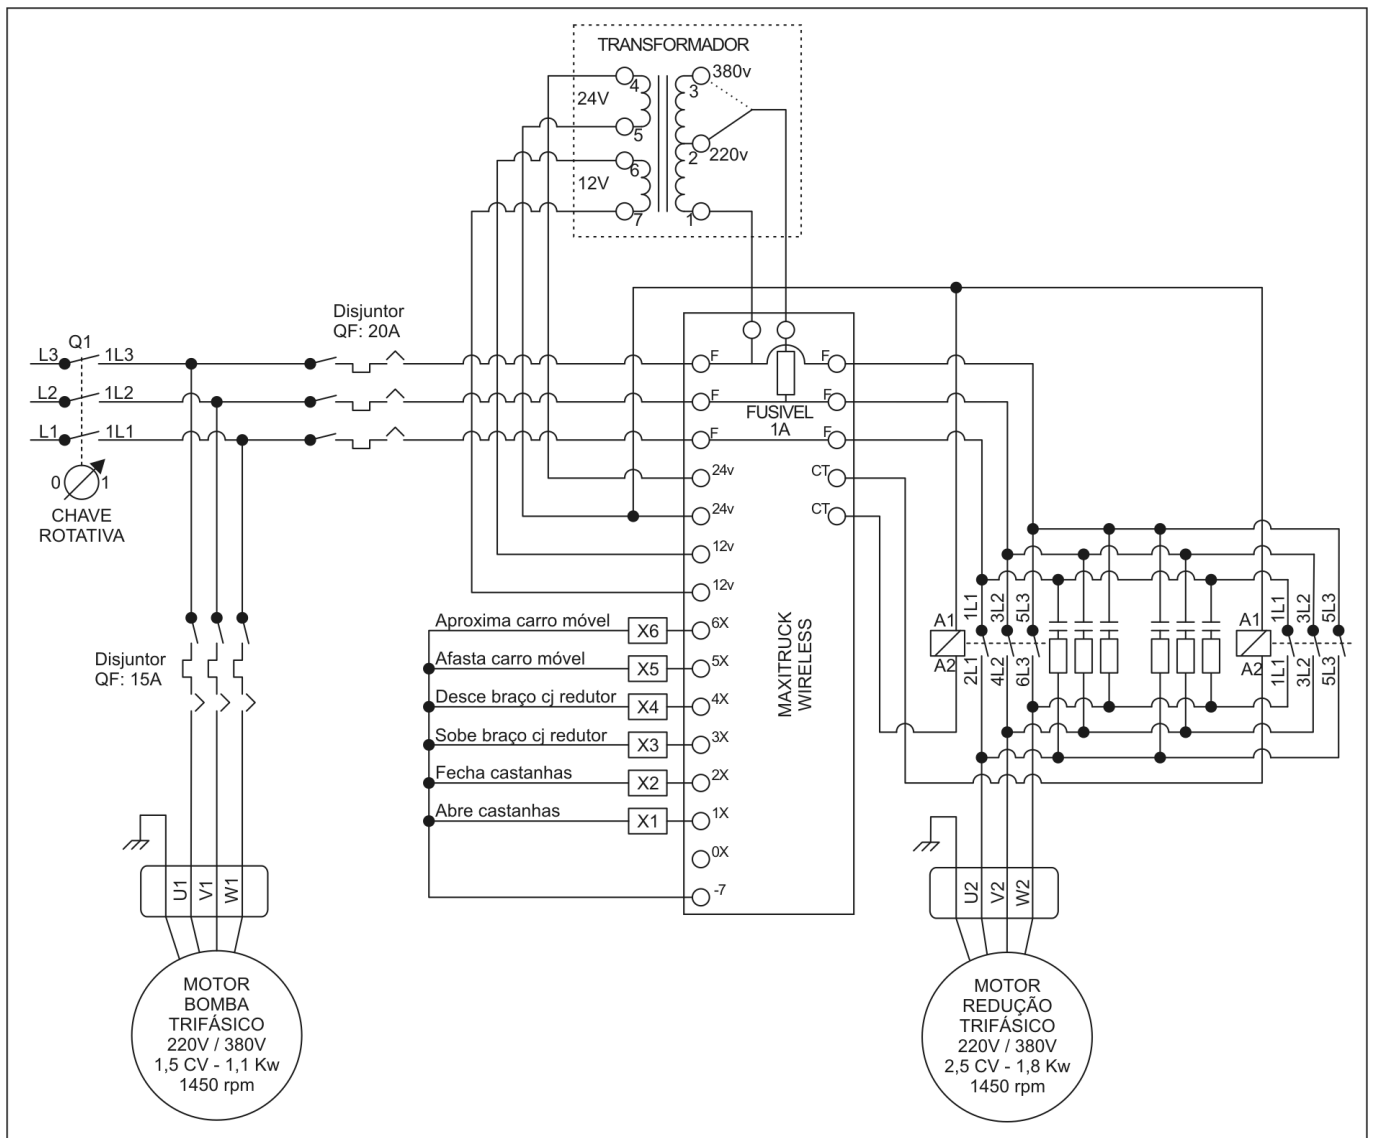 TRANSFORMADOR
4
3
380v
24V
5
2
220v
6
12V
7
1
Disjuntor
QF: 20A
Q1
L3
1L3
L2
1L2
L1
1L1
0
1
CHAVE
ROTATIVA
F
F
F
F
F
F
FUSIVEL
1A
24v
CT
24v
CT
12v
12v
MAXITRUCK
WIRELESS
Aproxima carro móvel
X6
6X
Afasta carro móvel
X5
5X
Desce braço cj redutor
X4
4X
Sobe braço cj redutor
X3
3X
Fecha castanhas
X2
2X
Abre castanhas
X1
1X
0X
-7
Disjuntor
QF: 15A
A1
A2
1L1
3L2
5L3
2L1
4L2
6L3
A1
A2
1L1
3L2
5L3
1L1
3L2
5L3
U1
V1
W1
MOTOR
BOMBA
TRIFÁSICO
220V / 380V
1,5 CV - 1,1 Kw
1450 rpm
U2
V2
W2
MOTOR
REDUÇÃO
TRIFÁSICO
220V / 380V
2,5 CV - 1,8 Kw
1450 rpm